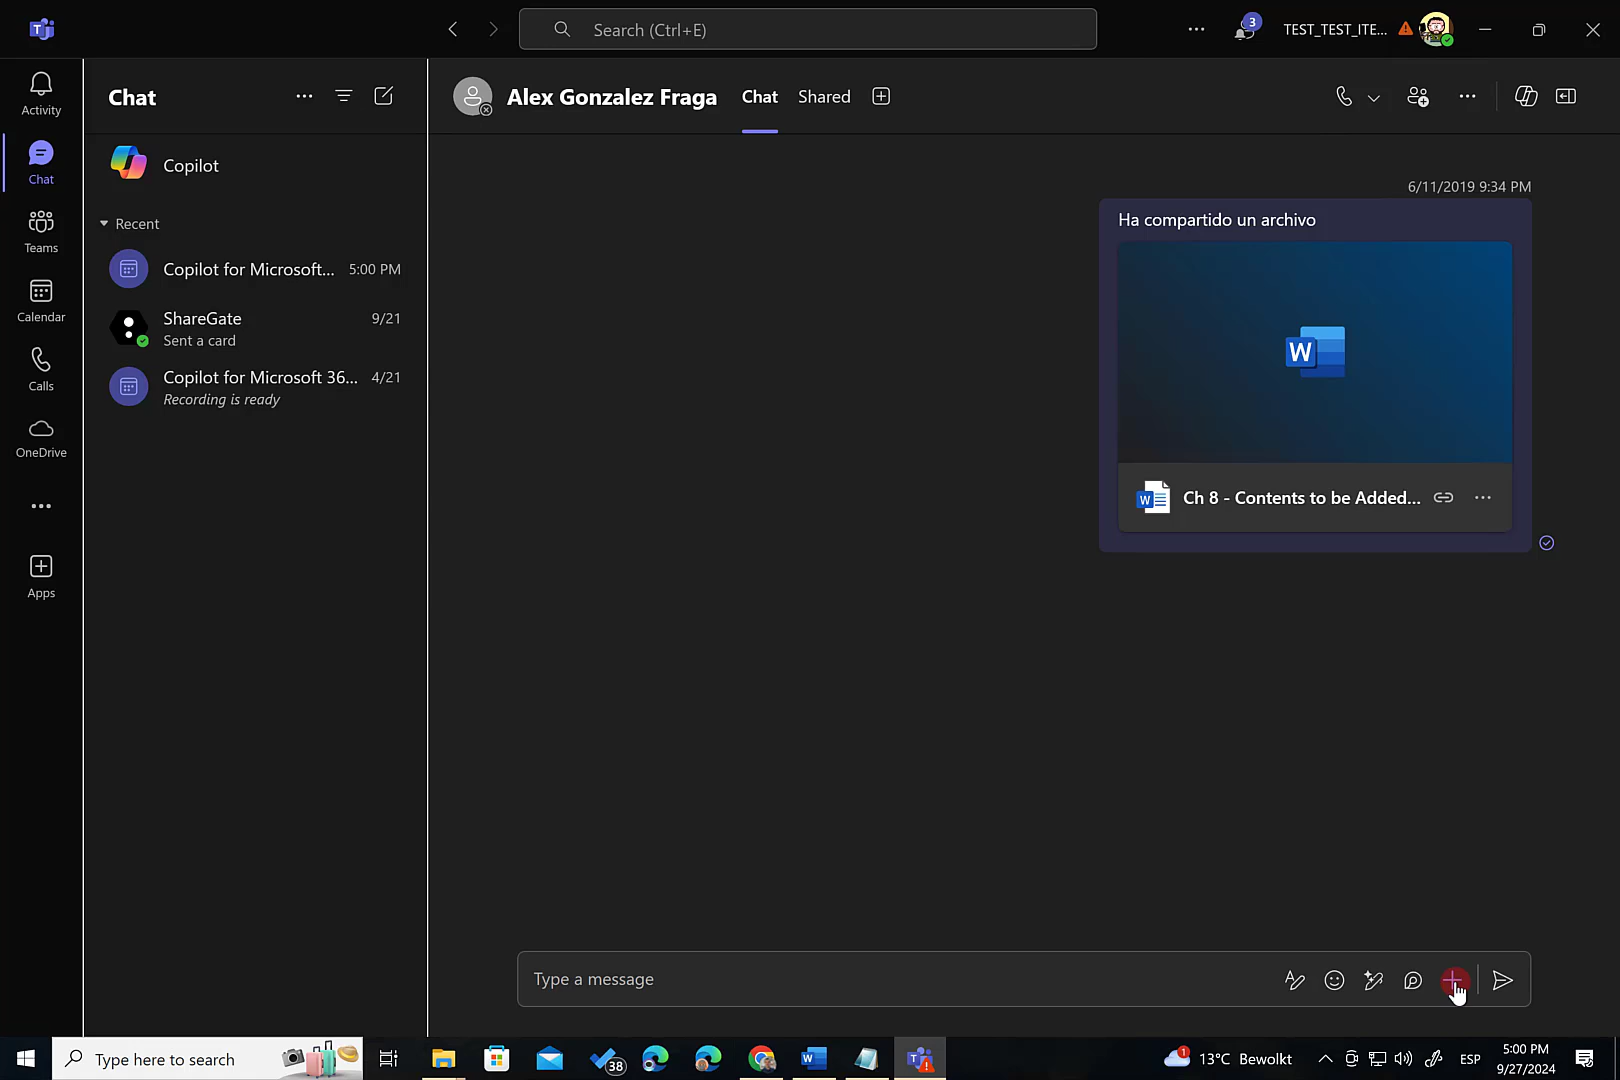 Search (Ctrl+E)
3
TEST_TEST_ITE...
Activity
Chat
Teams
Calendar
Calls
OneDrive
Apps
Chat
Copilot
Recent
Copilot for Microsoft... 5:00 PM
ShareGate 9/21
Sent a card
Copilot for Microsoft 36... 4/21
Recording is ready
Alex Gonzalez Fraga Chat Shared
6/11/2019 9:34 PM
Ha compartido un archivo
W
W Ch 8 - Contents to be Added...
Type a message
Type here to search
38
W
T
1
13°C Bewolkt
ESP
5:00 PM
9/27/2024